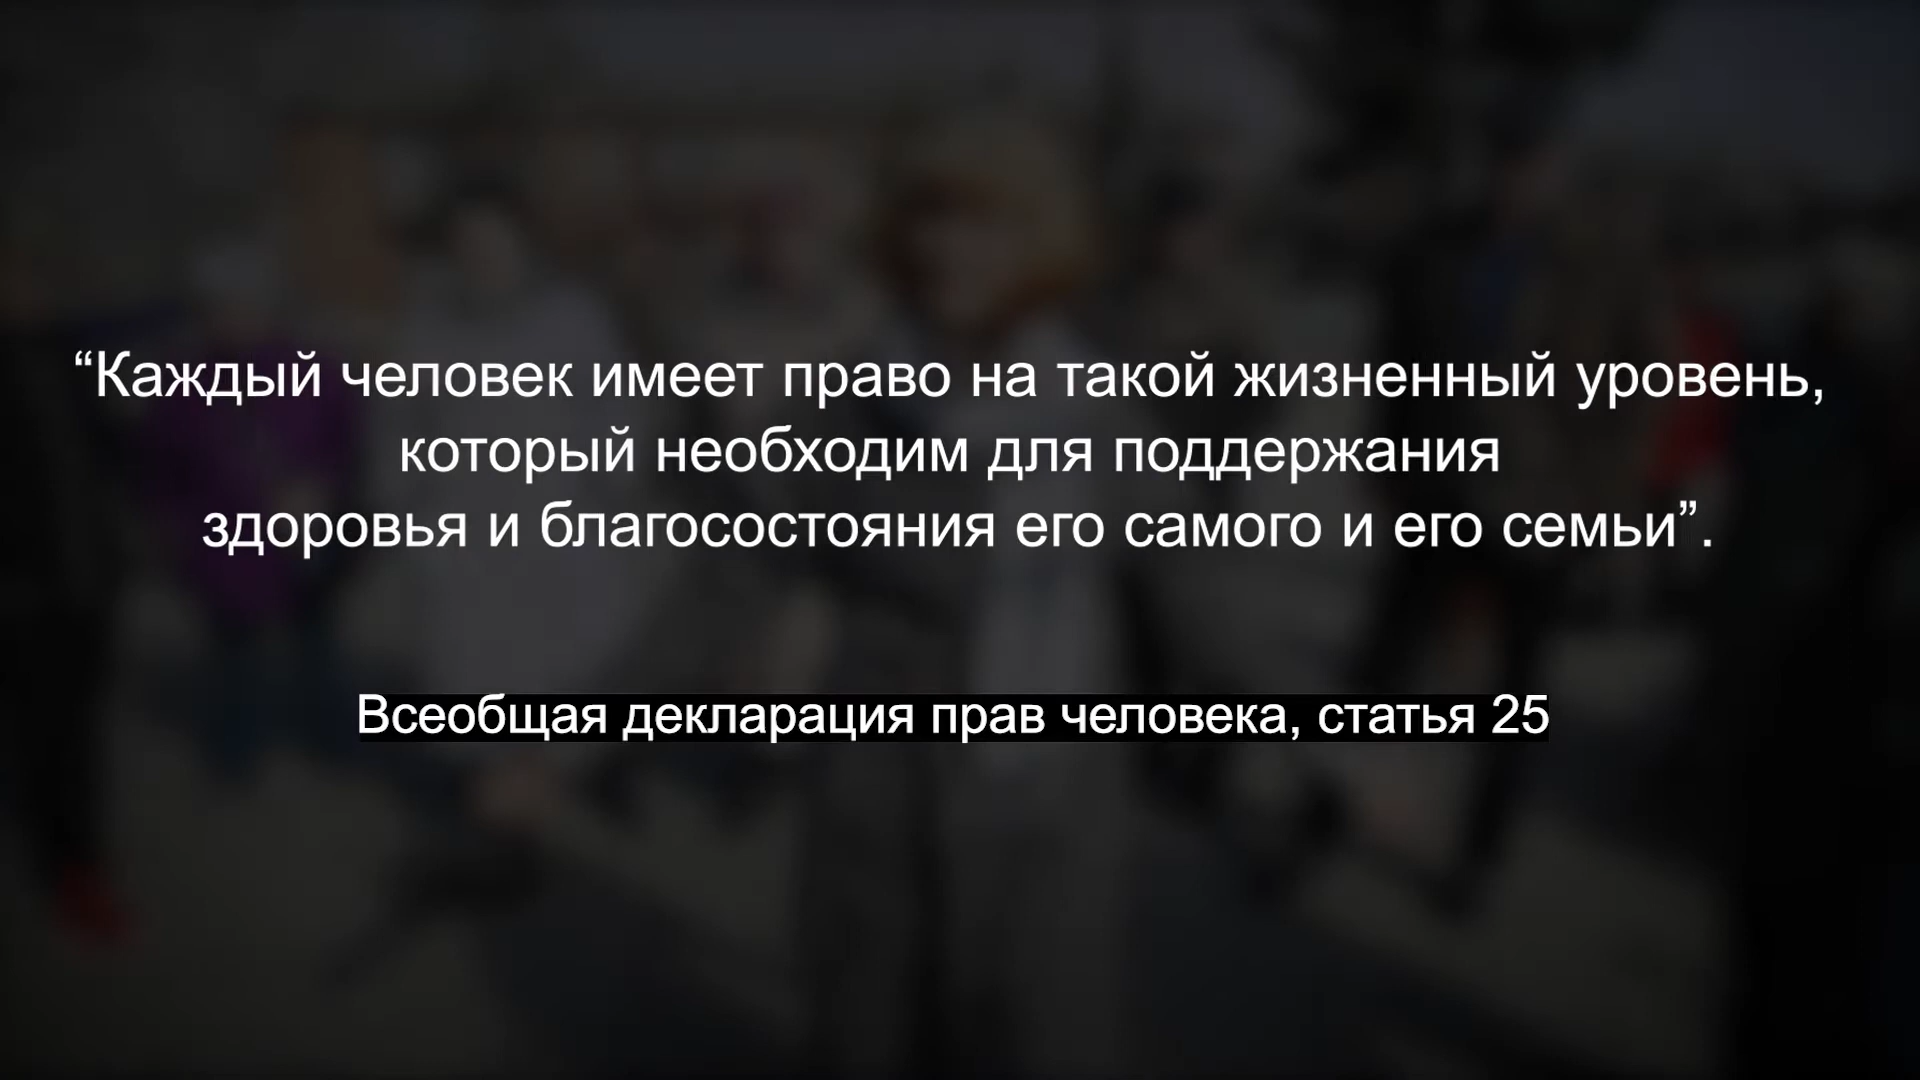 “Каждый человек имеет право на такой жизненный уровень,
который необходим для поддержания
здоровья и благосостояния его самого и его семьи”.
Всеобщая декларация прав человека, статья 25